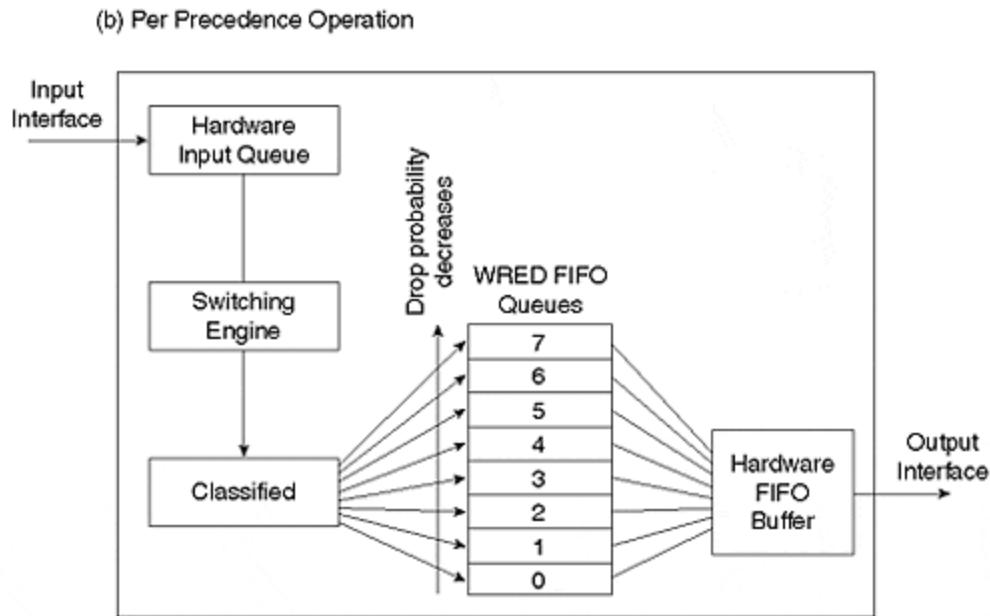 (b) Per Precedence Operation
Input
Interface
Hardware
Input Queue
Switching
Engine
Classified
Drop probability
decreases
WRED FIFO
Queues
7
6
5
4
3
2
1
0
Hardware
FIFO
Buffer
Output
Interface